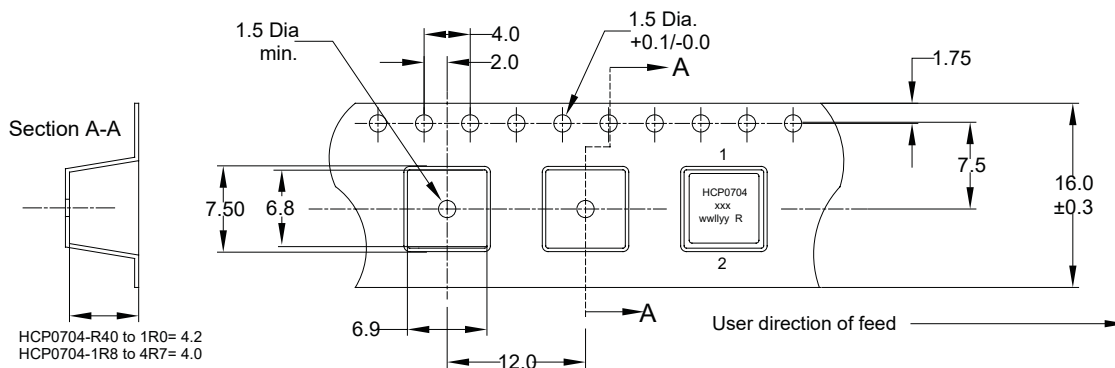 1.5 Dia
min.
4.0
2.0
1.5 Dia.
+0.1/-0.0
A
1.75
Section A-A
7.50
6.8
1
HCP0704
xxx
wwllyy R
2
7.5
16.0
±0.3
6.9
12.0
A
User direction of feed
HCP0704-R40 to 1R0= 4.2
HCP0704-1R8 to 4R7= 4.0